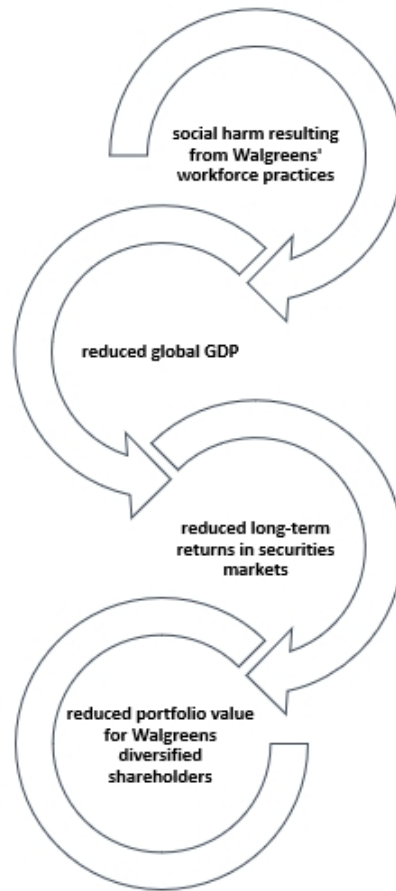 social harm resulting
from Walgreens'
workforce practices
reduced global GDP
reduced long-term
returns in securities
markets
reduced portfolio value
for Walgreens
diversified
shareholders